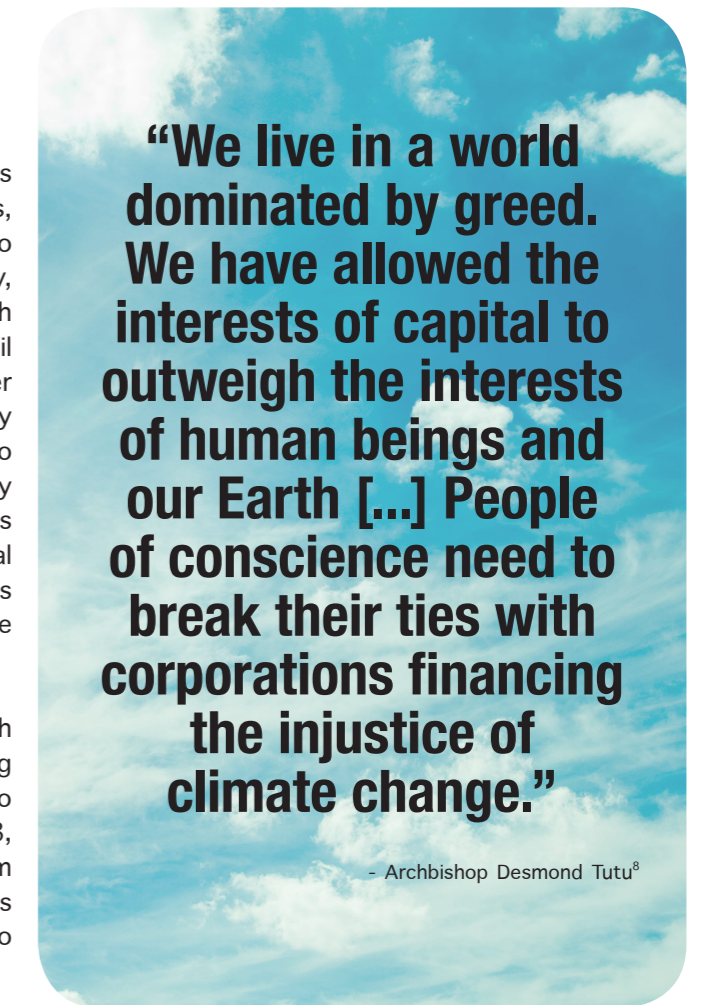 “We live in a world
dominated by greed.
We have allowed the
interests of capital to
outweigh the interests
of human beings and
our Earth [...] People
of conscience need to
break their ties with
corporations financing
the injustice of
climate change.”
- Archbishop Desmond Tutu⁸